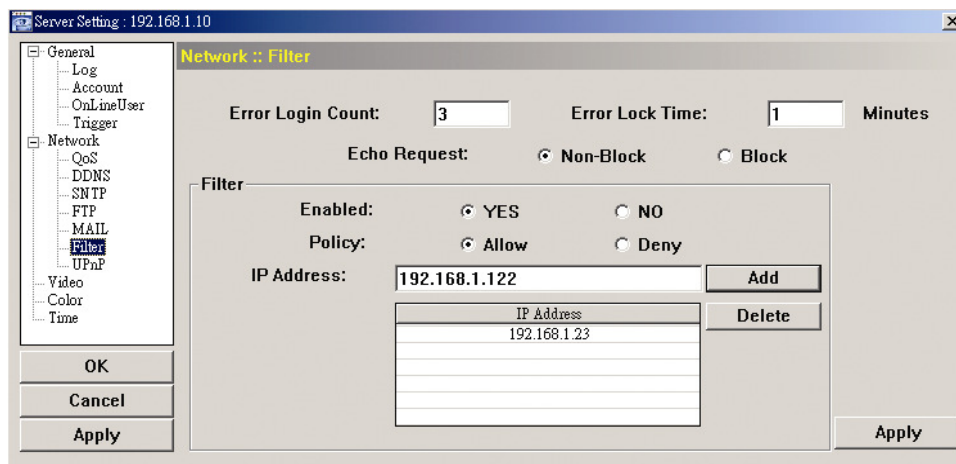 Server Setting : 192.168.1.10
General
Log
Account
OnLineUser
Trigger
Network
QoS
DDNS
SNTP
FTP
MAIL
Filter
UPnP
Video
Color
Time
OK
Cancel
Apply
Network :: Filter
Error Login Count: 3 Error Lock Time: 1 Minutes
Echo Request: Non-Block Block
Filter
Enabled: YES NO
Policy: Allow Deny
IP Address: 192.168.1.122 Add
IP Address Delete
192.168.1.23
Apply